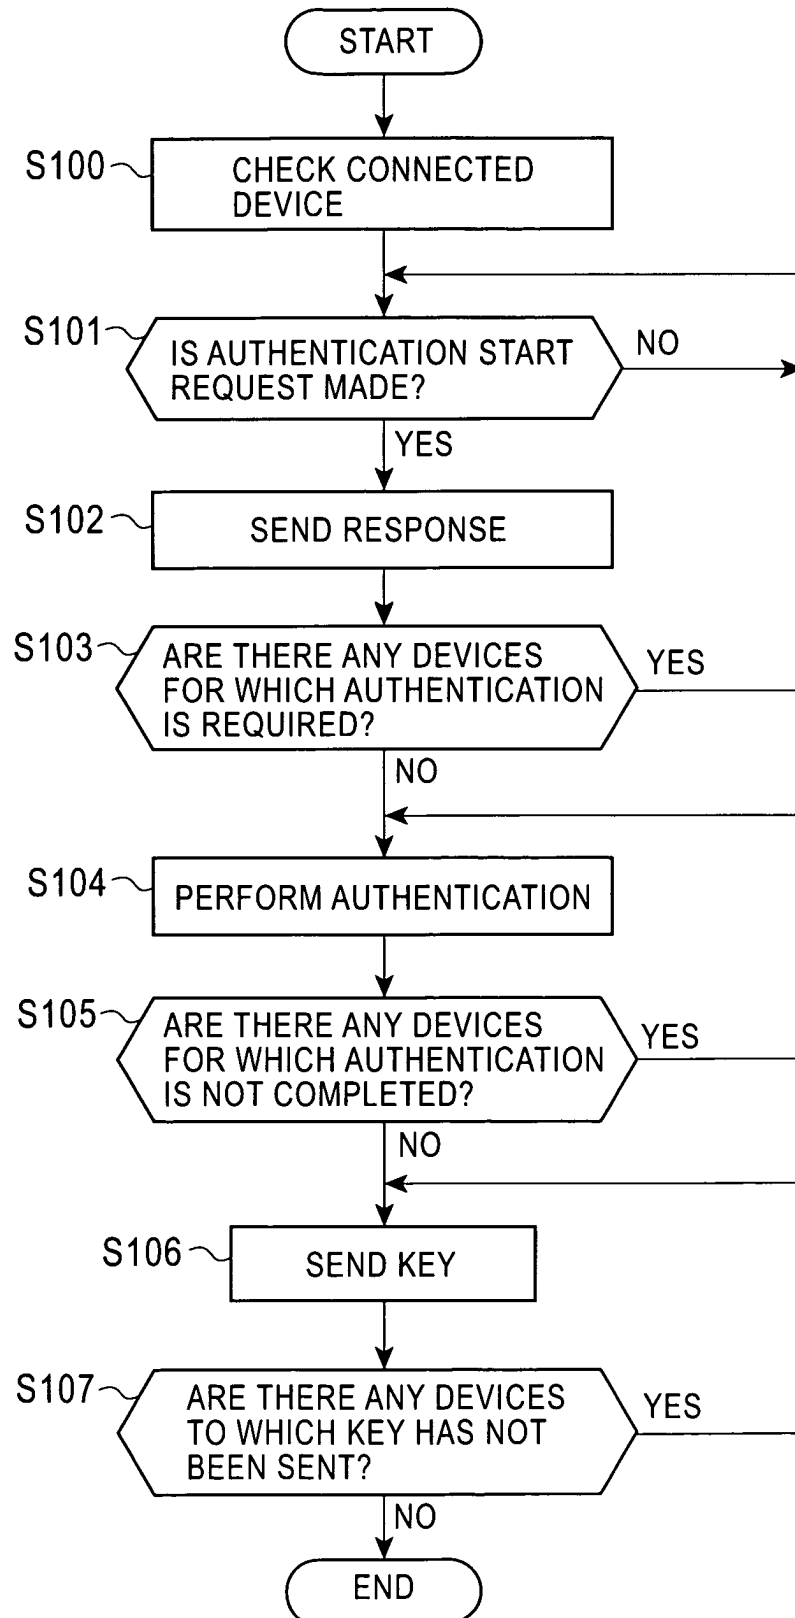 START
S100
CHECK CONNECTED
DEVICE
S101
IS AUTHENTICATION START
REQUEST MADE?
NO
YES
S102
SEND RESPONSE
S103
ARE THERE ANY DEVICES
FOR WHICH AUTHENTICATION
IS REQUIRED?
YES
NO
S104
PERFORM AUTHENTICATION
S105
ARE THERE ANY DEVICES
FOR WHICH AUTHENTICATION
IS NOT COMPLETED?
YES
NO
S106
SEND KEY
S107
ARE THERE ANY DEVICES
TO WHICH KEY HAS NOT
BEEN SENT?
YES
NO
END